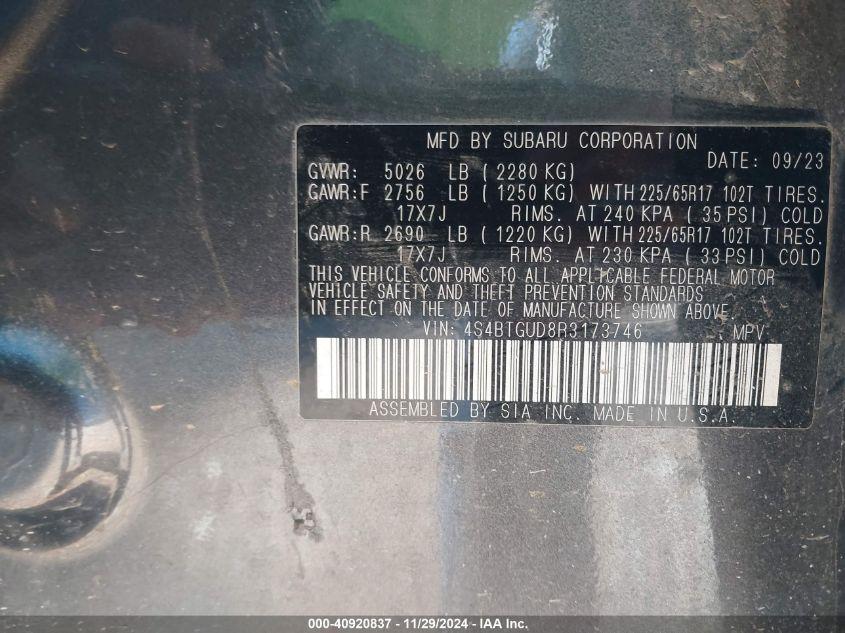 MFD BY SUBARU CORPORATION
DATE: 09/23
GVWR: 5026 LB ( 2280 KG)
GAWR:F 2756 LB ( 1250 KG) WITH 225/65R17 102T TIRES.
17X7J RIMS. AT 240 KPA ( 35 PSI) COLD
GAWR:R 2690 LB ( 1220 KG) WITH 225/65R17 102T TIRES.
17X7J RIMS. AT 230 KPA ( 33 PSI) COLD
THIS VEHICLE CONFORMS TO ALL APPLICABLE FEDERAL MOTOR
VEHICLE SAFETY AND THEFT PREVENTION STANDARDS
IN EFFECT ON THE DATE OF MANUFACTURE SHOWN ABOVE.
VIN: 4S4BTGUD8R3173746 MPV
ASSEMBLED BY SIA INC. MADE IN U.S.A.
000-40920837 - 11/29/2024 - IAA Inc.